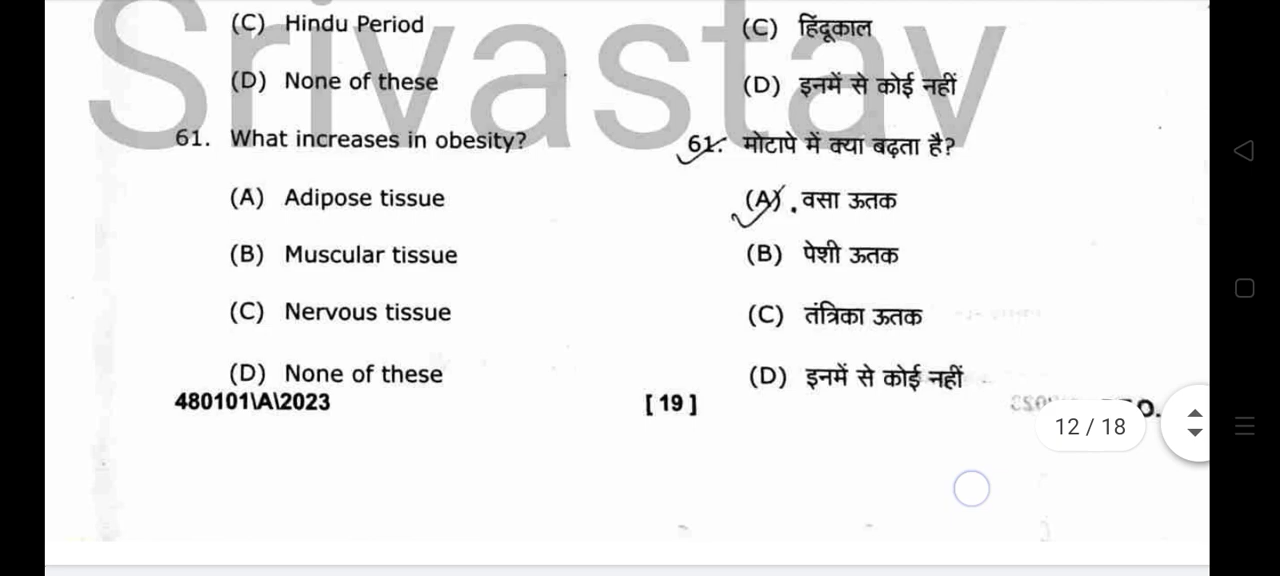 Srivastav
(C) Hindu Period
(D) None of these
61. What increases in obesity?
(A) Adipose tissue
(B) Muscular tissue
(C) Nervous tissue
(D) None of these
(C) हिंदूकाल
(D) इनमें से कोई नहीं
61. मोटापे में क्या बढ़ता है?
(A) वसा ऊतक
(B) पेशी ऊतक
(C) तंत्रिका ऊतक
(D) इनमें से कोई नहीं
480101\A\2023
[ 19 ]
O.
12 / 18